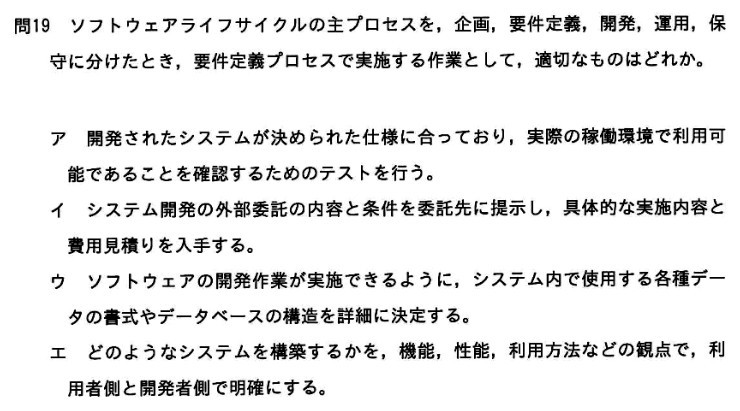 問19　ソフトウェアライフサイクルの主プロセスを，企画，要件定義，開発，運用，保
守に分けたとき，要件定義プロセスで実施する作業として，適切なものはどれか。
ア　開発されたシステムが決められた仕様に合っており，実際の稼働環境で利用可
能であることを確認するためのテストを行う。
イ　システム開発の外部委託の内容と条件を委託先に提示し，具体的な実施内容と
費用見積りを入手する。
ウ　ソフトウェアの開発作業が実施できるように，システム内で使用する各種デー
タの書式やデータベースの構造を詳細に決定する。
エ　どのようなシステムを構築するかを，機能，性能，利用方法などの観点で，利
用者側と開発者側で明確にする。